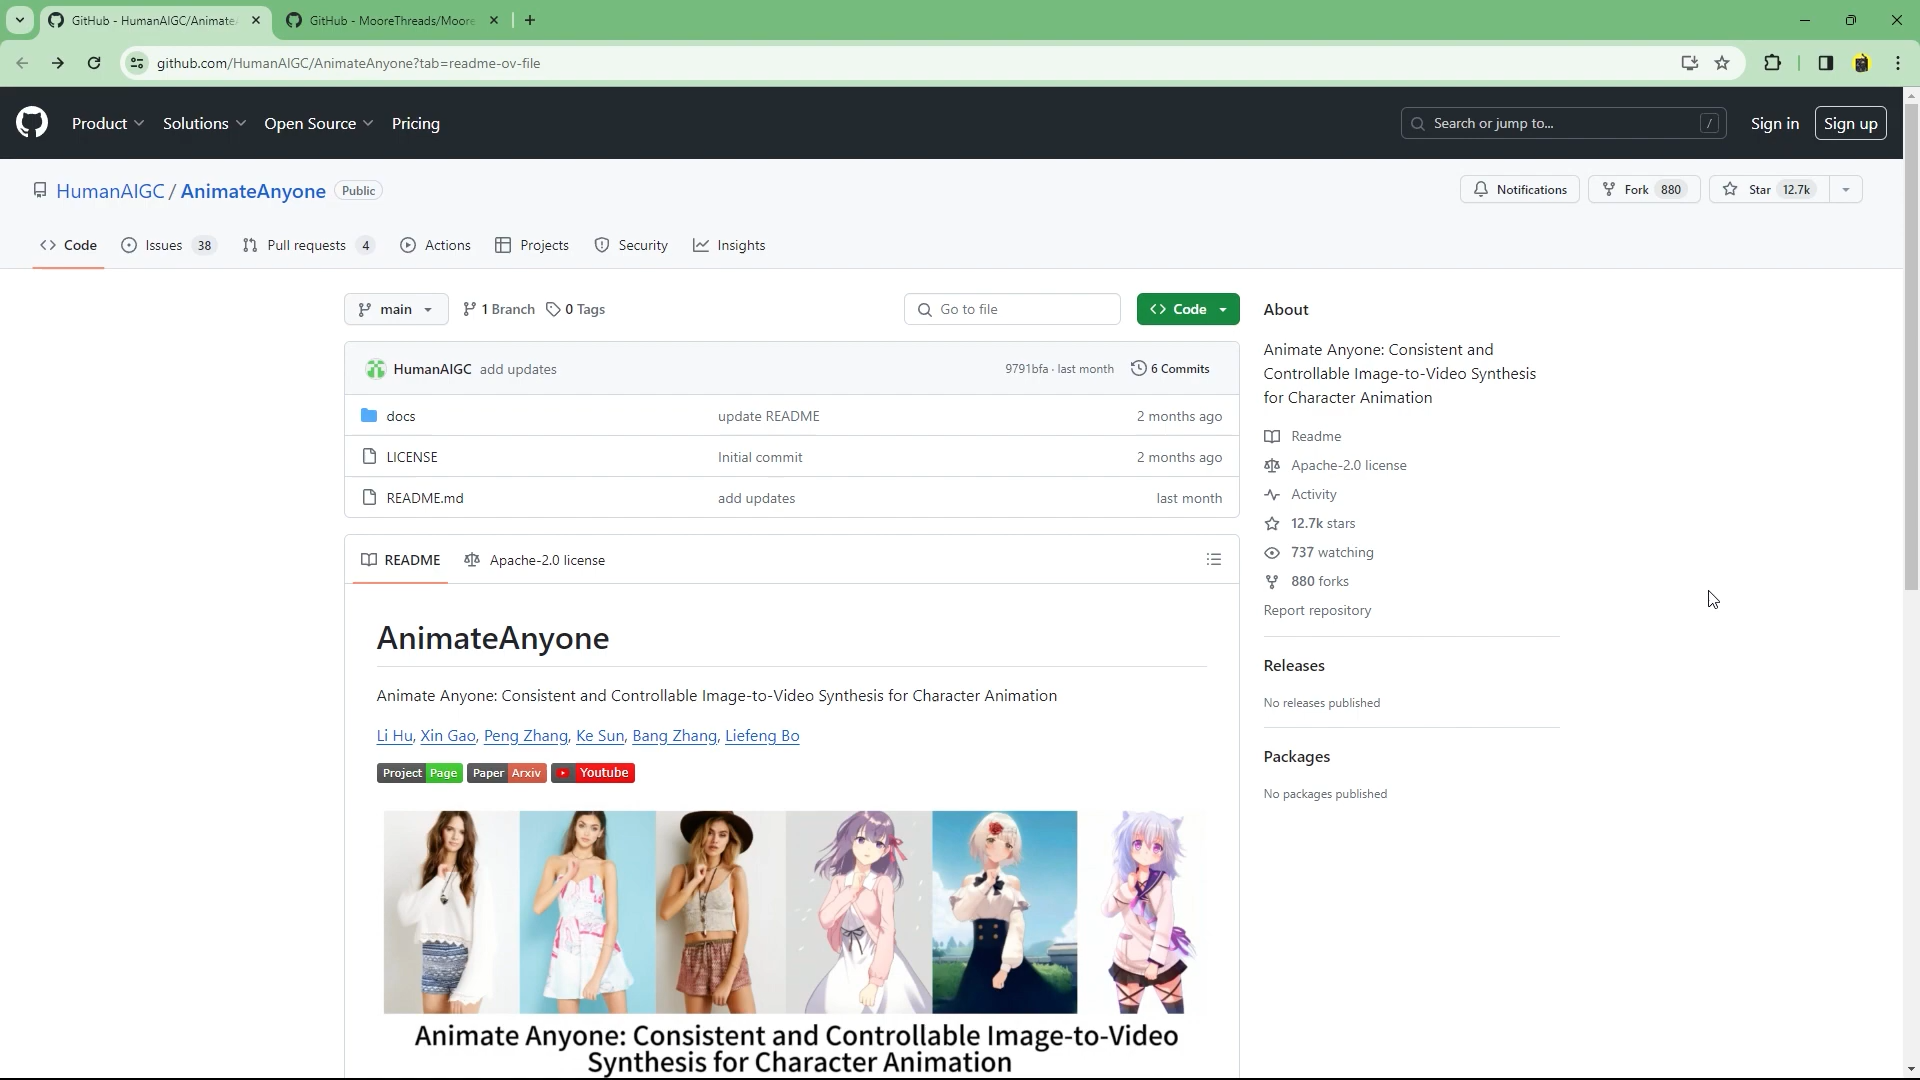 GitHub - HumanAIGC/Animate
GitHub - MooreThreads/Moore
github.com/HumanAIGC/AnimateAnyone?tab=readme-ov-file
Product
Solutions
Open Source
Pricing
Search or jump to...
/
Sign in
Sign up
HumanAIGC / AnimateAnyone
Public
Notifications
Fork 880
Star 12.7k
Code
Issues 38
Pull requests 4
Actions
Projects
Security
Insights
main
1 Branch
0 Tags
Go to file
Code
HumanAIGC add updates
9791bfa · last month
6 Commits
docs
update README
2 months ago
LICENSE
Initial commit
2 months ago
README.md
add updates
last month
README
Apache-2.0 license
AnimateAnyone
Animate Anyone: Consistent and Controllable Image-to-Video Synthesis for Character Animation
Li Hu, Xin Gao, Peng Zhang, Ke Sun, Bang Zhang, Liefeng Bo
Project Page
Paper Arxiv
Youtube
Animate Anyone: Consistent and Controllable Image-to-Video
Synthesis for Character Animation
About
Animate Anyone: Consistent and
Controllable Image-to-Video Synthesis
for Character Animation
Readme
Apache-2.0 license
Activity
12.7k stars
737 watching
880 forks
Report repository
Releases
No releases published
Packages
No packages published